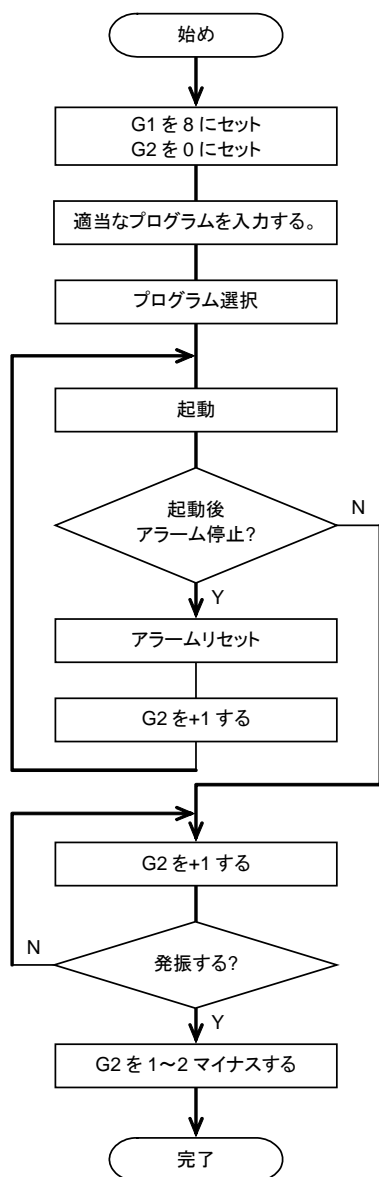 始め
G1 を 8 にセット
G2 を 0 にセット
適当なプログラムを入力する。
プログラム選択
起動
起動後
アラーム停止?
N
Y
アラームリセット
G2 を+1 する
G2 を+1 する
N
発振する?
Y
G2 を 1～2 マイナスする
完了